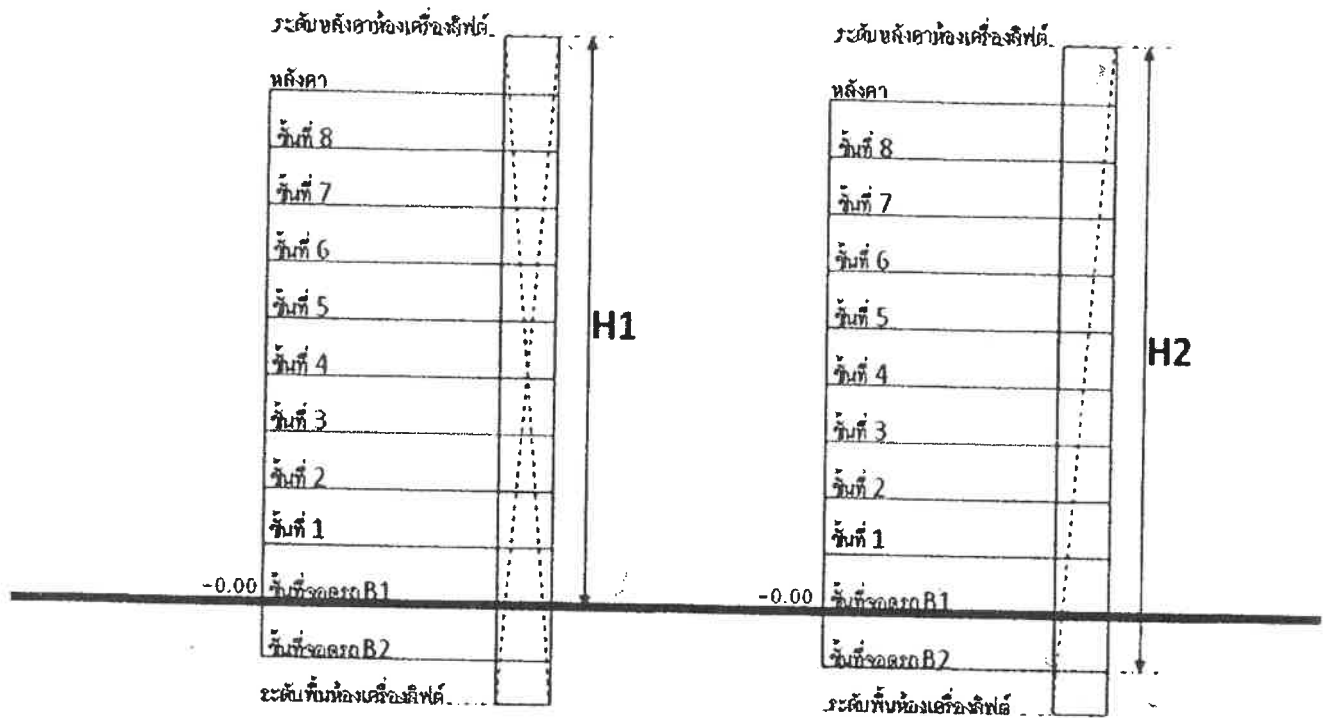 ระดับหลังคาห้องเครื่องลิฟต์
หลังคา
ชั้นที่ 8
ชั้นที่ 7
ชั้นที่ 6
ชั้นที่ 5
ชั้นที่ 4
ชั้นที่ 3
ชั้นที่ 2
ชั้นที่ 1
-0.00 ชั้นที่จอดรถB1
ชั้นที่จอดรถB2
ระดับพื้นห้องเครื่องลิฟต์
H1
ระดับหลังคาห้องเครื่องลิฟต์
หลังคา
ชั้นที่ 8
ชั้นที่ 7
ชั้นที่ 6
ชั้นที่ 5
ชั้นที่ 4
ชั้นที่ 3
ชั้นที่ 2
ชั้นที่ 1
-0.00 ชั้นที่จอดรถB1
ชั้นที่จอดรถB2
ระดับพื้นห้องเครื่องลิฟต์
H2